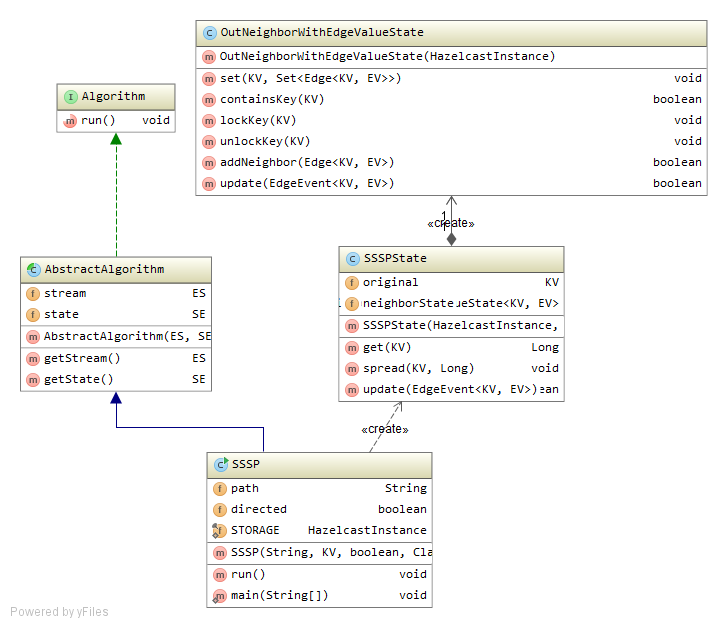 OutNeighborWithEdgeValueState
OutNeighborWithEdgeValueState(HazelcastInstance)
set(KV, Set<Edge<KV, EV>>) void
containsKey(KV) boolean
lockKey(KV) void
unlockKey(KV) void
addNeighbor(Edge<KV, EV>) boolean
update(EdgeEvent<KV, EV>) boolean
Algorithm
run() void
«create»
1
AbstractAlgorithm
stream ES
state SE
AbstractAlgorithm(ES, SE
getStream() ES
getState() SE
SSSPState
original KV
neighborState ueState<KV, EV>
SSSPState(HazelcastInstance,
get(KV) Long
spread(KV, Long) void
update(EdgeEvent<KV, EV>) ean
«create»
SSSP
path String
directed boolean
STORAGE HazelcastInstance
SSSP(String, KV, boolean, Cla
run() void
main(String[]) void
Powered by yFiles